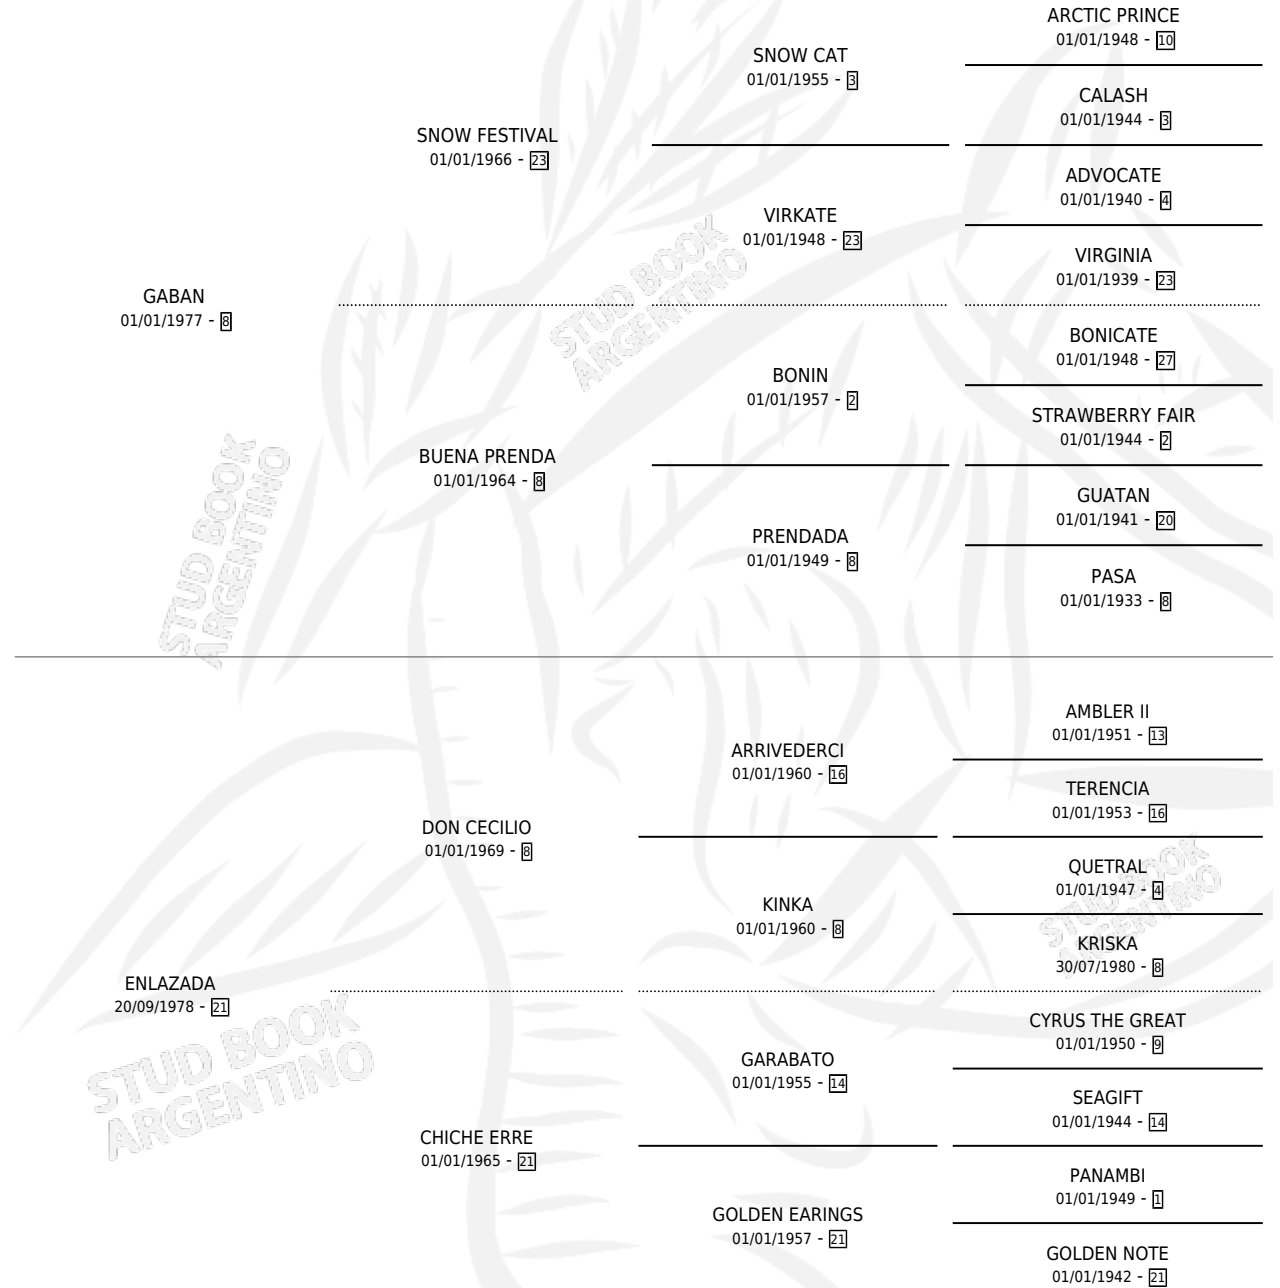 ARCTIC PRINCE
01/01/1948 - 10
SNOW CAT
01/01/1955 - 3
CALASH
01/01/1944 - 3
SNOW FESTIVAL
01/01/1966 - 23
ADVOCATE
01/01/1940 - 4
VIRKATE
01/01/1948 - 23
VIRGINIA
01/01/1939 - 23
GABAN
01/01/1977 - 8
BONICATE
01/01/1948 - 27
BONIN
01/01/1957 - 2
STRAWBERRY FAIR
01/01/1944 - 2
BUENA PRENDA
01/01/1964 - 8
GUATAN
01/01/1941 - 20
PRENDADA
01/01/1949 - 8
PASA
01/01/1933 - 8
STUD BOOK
ARGENTINO
STUD BOOK
ARGENTINO
AMBLER II
01/01/1951 - 13
ARRIVEDERCI
01/01/1960 - 16
TERENCIA
01/01/1953 - 16
DON CECILIO
01/01/1969 - 8
QUETRAL
01/01/1947 - 4
KINKA
01/01/1960 - 8
KRISKA
30/07/1980 - 8
STUD BOOK
ARGENTINO
ENLAZADA
20/09/1978 - 21
CYRUS THE GREAT
01/01/1950 - 9
GARABATO
01/01/1955 - 14
SEAGIFT
01/01/1944 - 14
STUD BOOK
ARGENTINO
CHICHE ERRE
01/01/1965 - 21
PANAMBI
01/01/1949 - 1
GOLDEN EARINGS
01/01/1957 - 21
GOLDEN NOTE
01/01/1942 - 21